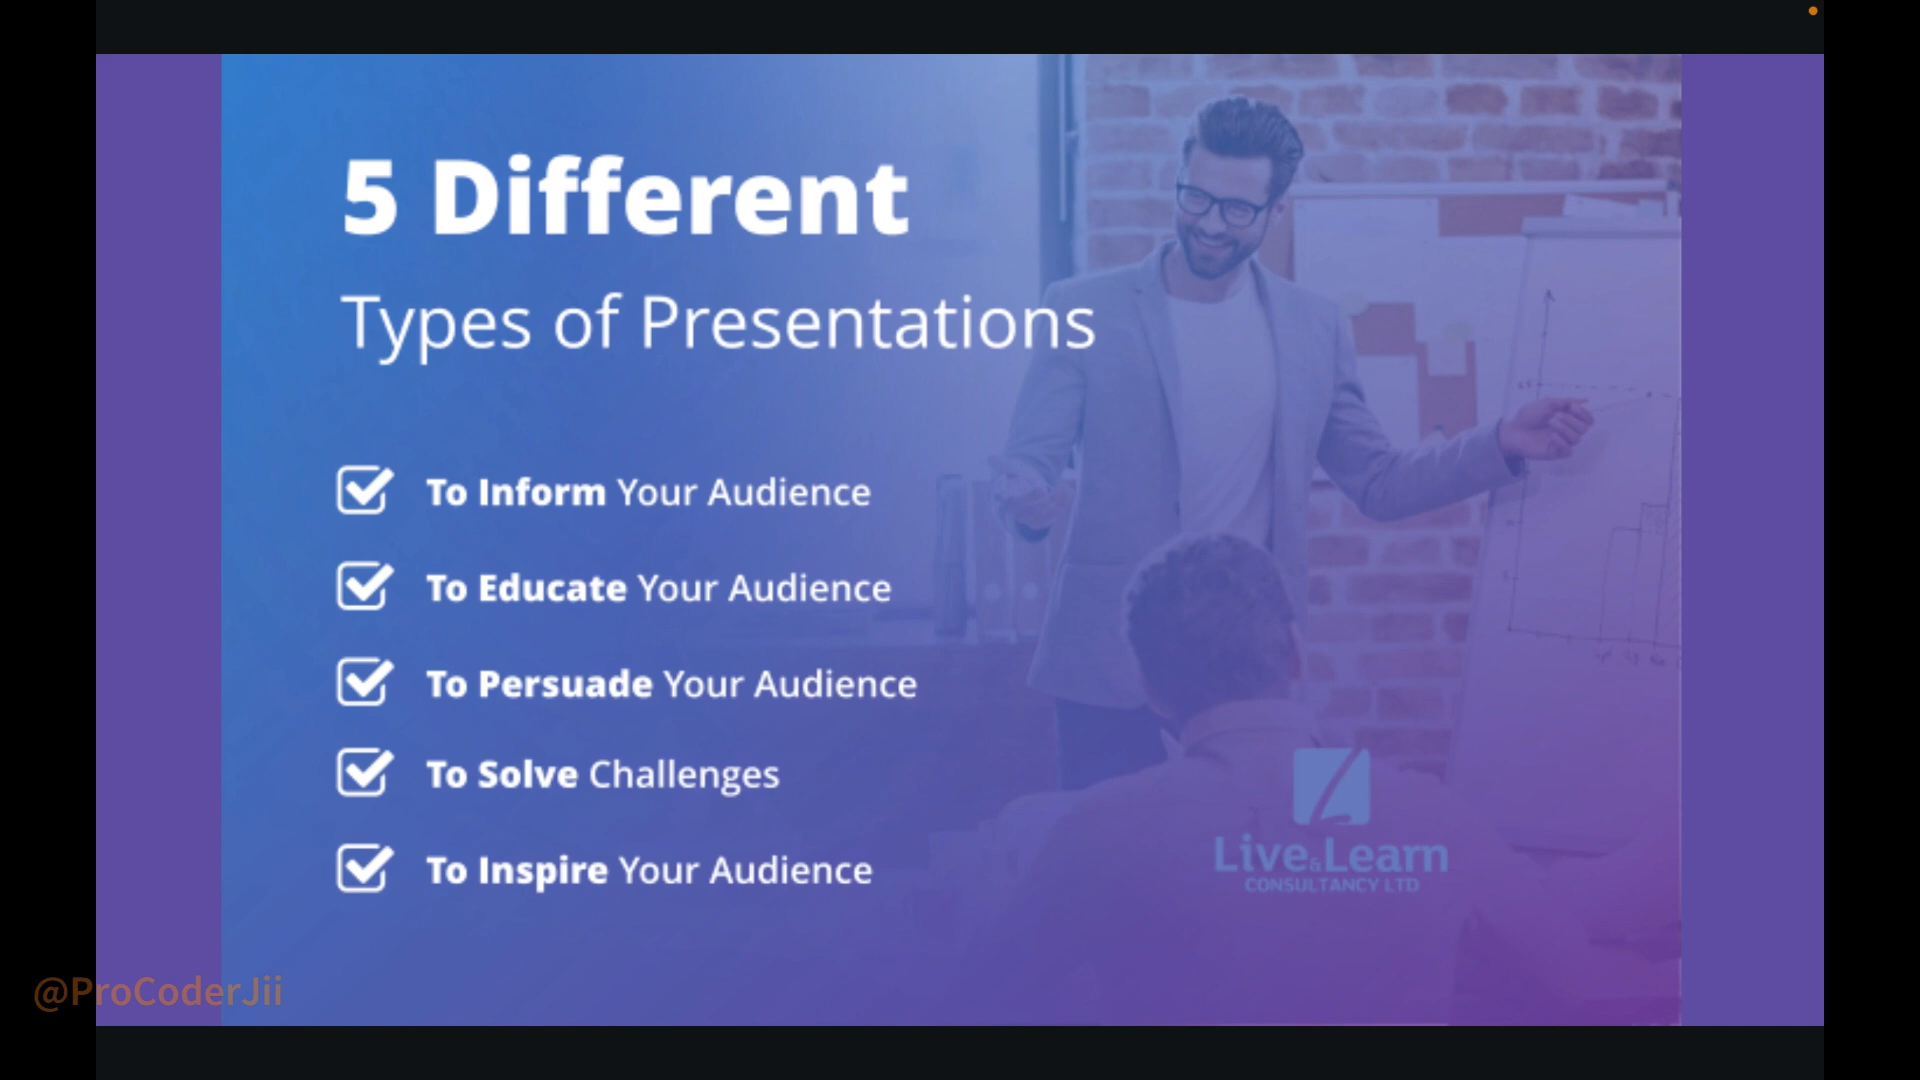 5 Different
Types of Presentations
To Inform Your Audience
To Educate Your Audience
To Persuade Your Audience
To Solve Challenges
To Inspire Your Audience
Live & Learn
CONSULTANCY LTD
@ProCoderJii